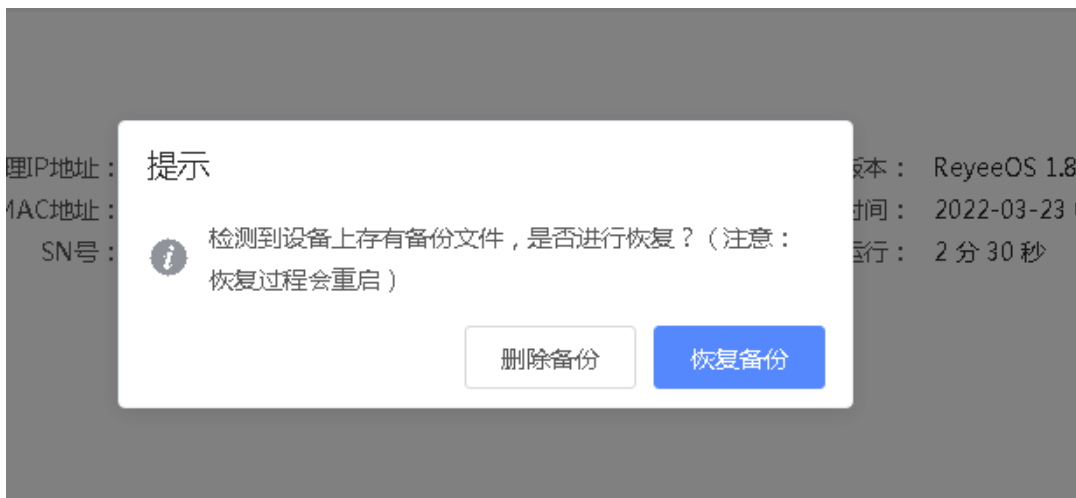 提示
理IP地址：
版本： ReyeeOS 1.8
MAC地址：
时间： 2022-03-23
检测到设备上存有备份文件，是否进行恢复？（注意：
SN号：
运行： 2 分 30 秒
恢复过程会重启）
删除备份
恢复备份